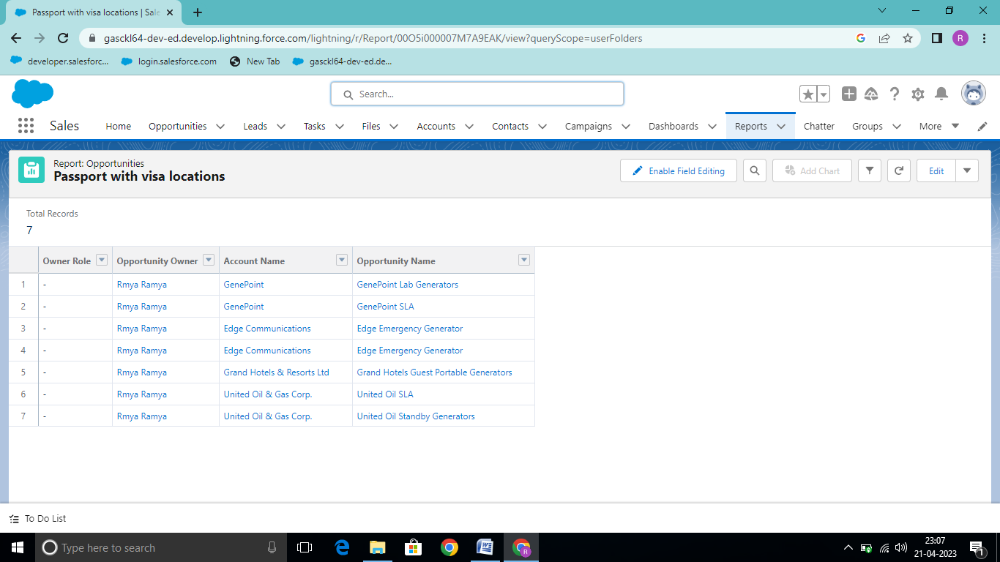 Passport with visa locations | Sale
gasckl64-dev-ed.develop.lightning.force.com/lightning/r/Report/00O5i000007M7A9EAK/view?queryScope=userFolders
R
developer.salesforc... login.salesforce.com New Tab gasckl64-dev-ed.de...
Search...
Sales Home Opportunities Leads Tasks Files Accounts Contacts Campaigns Dashboards Reports Chatter Groups More
Report: Opportunities
Passport with visa locations
Enable Field Editing Add Chart Edit
Total Records
7
Owner Role Opportunity Owner Account Name Opportunity Name
1 - Rmya Ramya GenePoint GenePoint Lab Generators
2 - Rmya Ramya GenePoint GenePoint SLA
3 - Rmya Ramya Edge Communications Edge Emergency Generator
4 - Rmya Ramya Edge Communications Edge Emergency Generator
5 - Rmya Ramya Grand Hotels & Resorts Ltd Grand Hotels Guest Portable Generators
6 - Rmya Ramya United Oil & Gas Corp. United Oil SLA
7 - Rmya Ramya United Oil & Gas Corp. United Oil Standby Generators
To Do List
Type here to search
23:07
21-04-2023
1